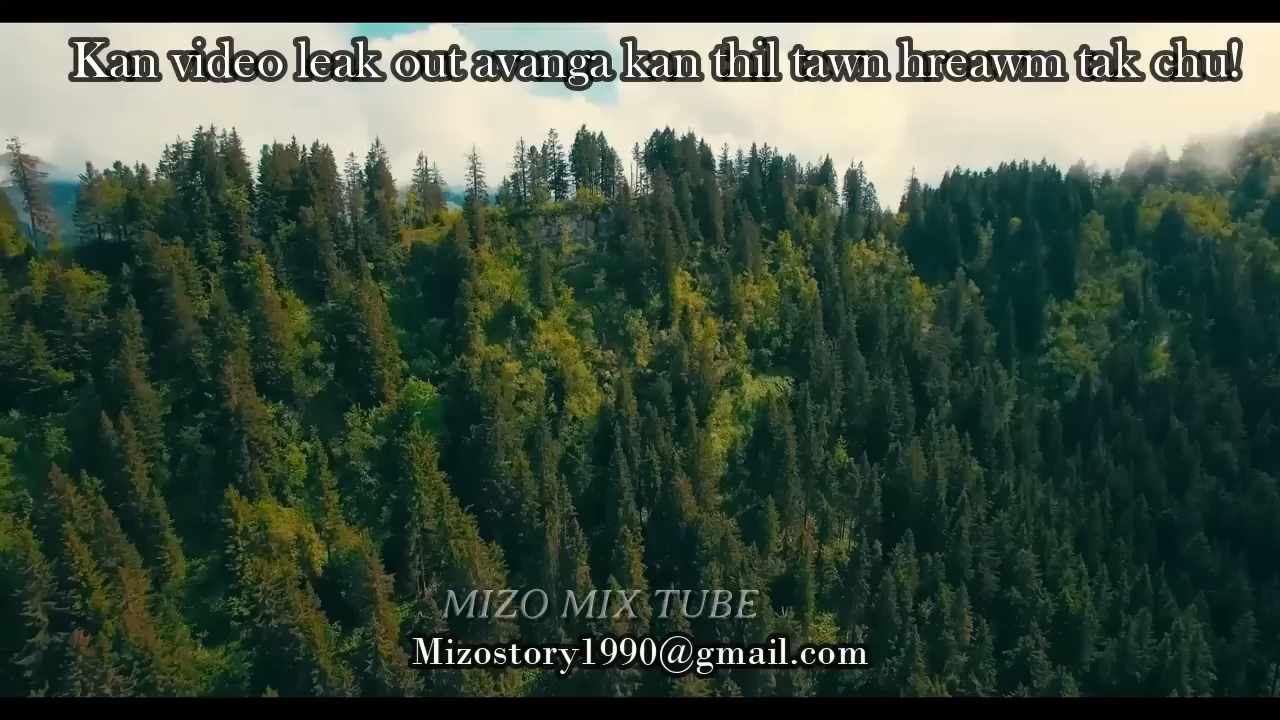 Kan video leak out avanga kan thil tawn hreawm tak chu!
MIZO MIX TUBE
Mizostory1990@gmail.com